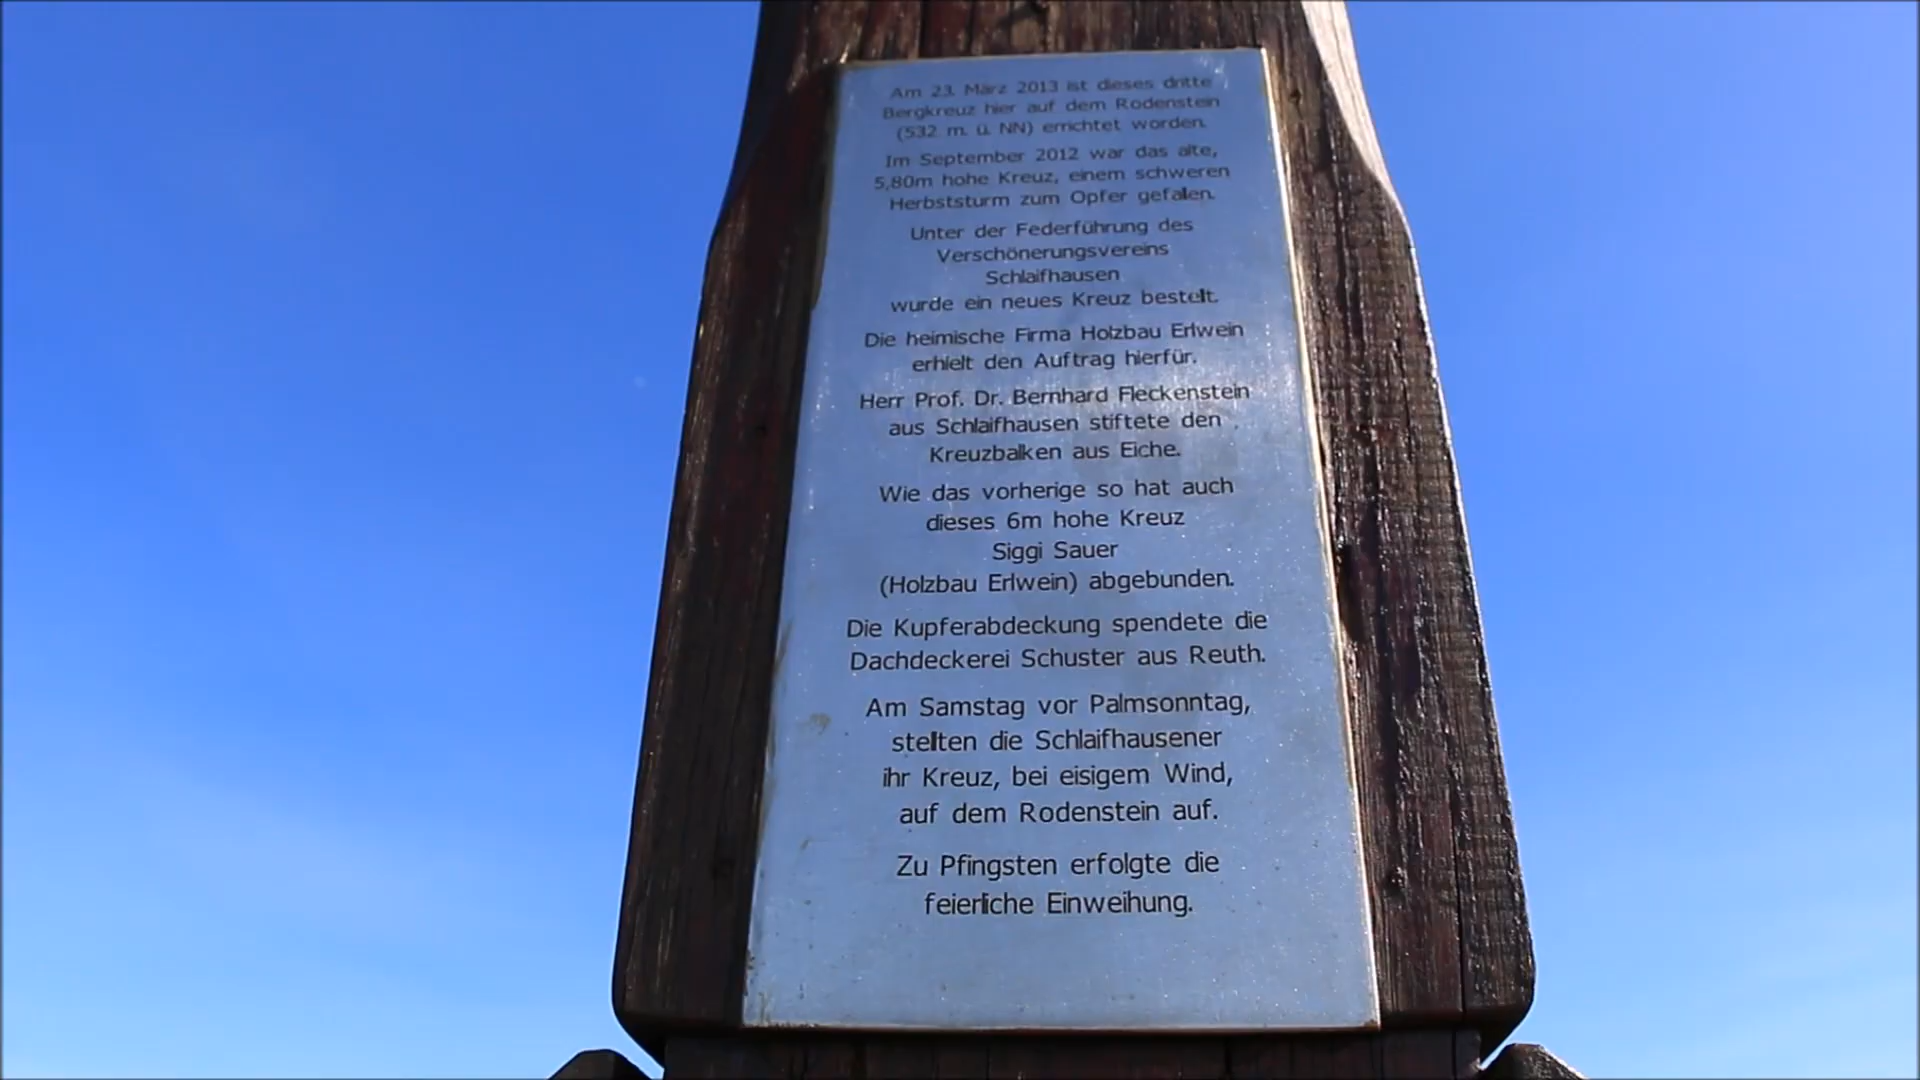 Am 23. März 2013 ist dieses dritte
Bergkreuz hier auf dem Rodenstein
(532 m. ü. NN) errichtet worden.
Im September 2012 war das alte,
5,80m hohe Kreuz, einem schweren
Herbststurm zum Opfer gefallen.
Unter der Federführung des
Verschönerungsvereins
Schlaifhausen
wurde ein neues Kreuz bestellt.
Die heimische Firma Holzbau Erlwein
erhielt den Auftrag hierfür.
Herr Prof. Dr. Bernhard Fleckenstein
aus Schlaifhausen stiftete den
Kreuzbalken aus Eiche.
Wie das vorherige so hat auch
dieses 6m hohe Kreuz
Siggi Sauer
(Holzbau Erlwein) abgebunden.
Die Kupferabdeckung spendete die
Dachdeckerei Schuster aus Reuth.
Am Samstag vor Palmsonntag,
stellten die Schlaifhausener
ihr Kreuz, bei eisigem Wind,
auf dem Rodenstein auf.
Zu Pfingsten erfolgte die
feierliche Einweihung.